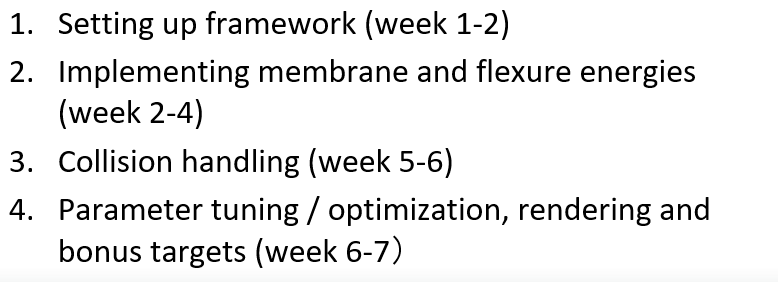 1. Setting up framework (week 1-2)
2. Implementing membrane and flexure energies
(week 2-4)
3. Collision handling (week 5-6)
4. Parameter tuning / optimization, rendering and
bonus targets (week 6-7）